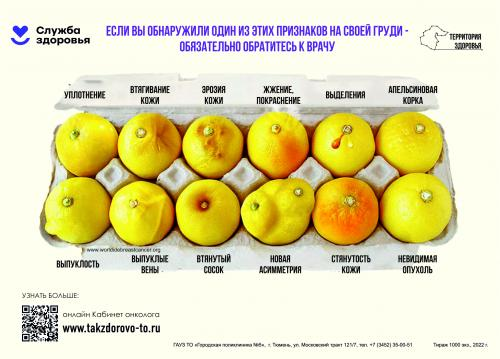 Служба
здоровья
ЕСЛИ ВЫ ОБНАРУЖИЛИ ОДИН ИЗ ЭТИХ ПРИЗНАКОВ НА СВОЕЙ ГРУДИ -
ОБЯЗАТЕЛЬНО ОБРАТИТЕСЬ К ВРАЧУ
ТЕРРИТОРИЯ
ЗДОРОВЬЯ
УПЛОТНЕНИЕ
ВТЯГИВАНИЕ
КОЖИ
ЭРОЗИЯ
КОЖИ
ЖЖЕНИЕ,
ПОКРАСНЕНИЕ
ВЫДЕЛЕНИЯ
АПЕЛЬСИНОВАЯ
КОРКА
www.worldwidebreastcancer.org
ВЫПУКЛОСТЬ
ВЫПУКЛЫЕ
ВЕНЫ
ВТЯНУТЫЙ
СОСОК
НОВАЯ
АСИММЕТРИЯ
СТЯНУТОСТЬ
КОЖИ
НЕВИДИМАЯ
ОПУХОЛЬ
УЗНАТЬ БОЛЬШЕ:
онлайн Кабинет онколога
www.takzdorovo-to.ru
ГАУЗ ТО «Городская поликлиника №5», г. Тюмень, ул. Московский тракт 121/7, тел. +7 (3452) 35-00-51
Тираж 1000 экз., 2022 г.